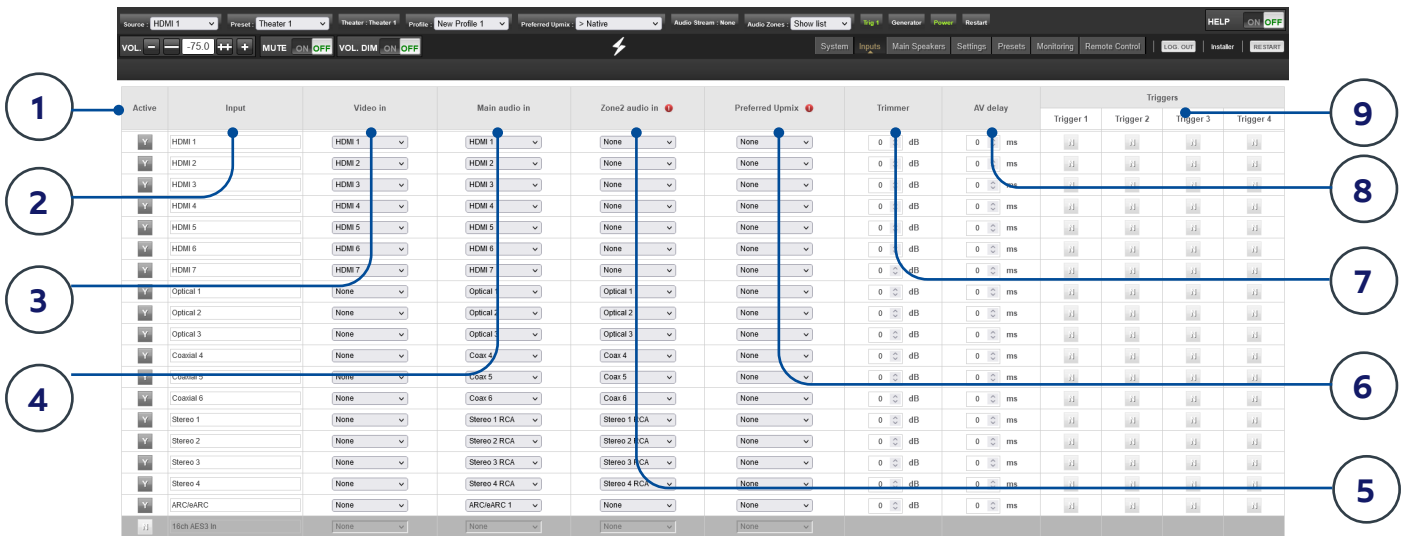 Source : HDMI 1 Preset : Theater 1 Theater : Theater 1 Profile : New Profile 1 Preferred Upmix : > Native Audio Stream : None Audio Zones : Show list Trig 1 Generator Power Restart HELP ON OFF
VOL. -75.0 MUTE ON OFF VOL. DIM ON OFF System Inputs Main Speakers Settings Presets Monitoring Remote Control LOG OUT Installer RESTART
Active Input Video in Main audio in Zone2 audio in Preferred Upmix Trimmer AV delay Triggers
Trigger 1 Trigger 2 Trigger 3 Trigger 4
1
9
Y HDMI 1 HDMI 1 HDMI 1 None None 0 dB 0 ms N N N N
Y HDMI 2 HDMI 2 HDMI 2 None None 0 dB 0 ms N N N N
Y HDMI 3 HDMI 3 HDMI 3 None None 0 dB 0 ms N N N N
2
8
Y HDMI 4 HDMI 4 HDMI 4 None None 0 dB 0 ms N N N N
Y HDMI 5 HDMI 5 HDMI 5 None None 0 dB 0 ms N N N N
Y HDMI 6 HDMI 6 HDMI 6 None None 0 dB 0 ms N N N N
Y HDMI 7 HDMI 7 HDMI 7 None None 0 dB 0 ms N N N N
3
7
Y Optical 1 None Optical 1 Optical 1 None 0 dB 0 ms N N N N
Y Optical 2 None Optical 2 Optical 2 None 0 dB 0 ms N N N N
Y Optical 3 None Optical 3 Optical 3 None 0 dB 0 ms N N N N
Y Coaxial 4 None Coax 4 Coax 4 None 0 dB 0 ms N N N N
Y Coaxial 5 None Coax 5 Coax 5 None 0 dB 0 ms N N N N
4
6
Y Coaxial 6 None Coax 6 Coax 6 None 0 dB 0 ms N N N N
Y Stereo 1 None Stereo 1 RCA Stereo 1 RCA None 0 dB 0 ms N N N N
Y Stereo 2 None Stereo 2 RCA Stereo 2 RCA None 0 dB 0 ms N N N N
Y Stereo 3 None Stereo 3 RCA Stereo 3 RCA None 0 dB 0 ms N N N N
Y Stereo 4 None Stereo 4 RCA Stereo 4 RCA None 0 dB 0 ms N N N N
5
Y ARC/eARC None ARC/eARC 1 None None 0 dB 0 ms N N N N
N 16ch AES3 In None None None None